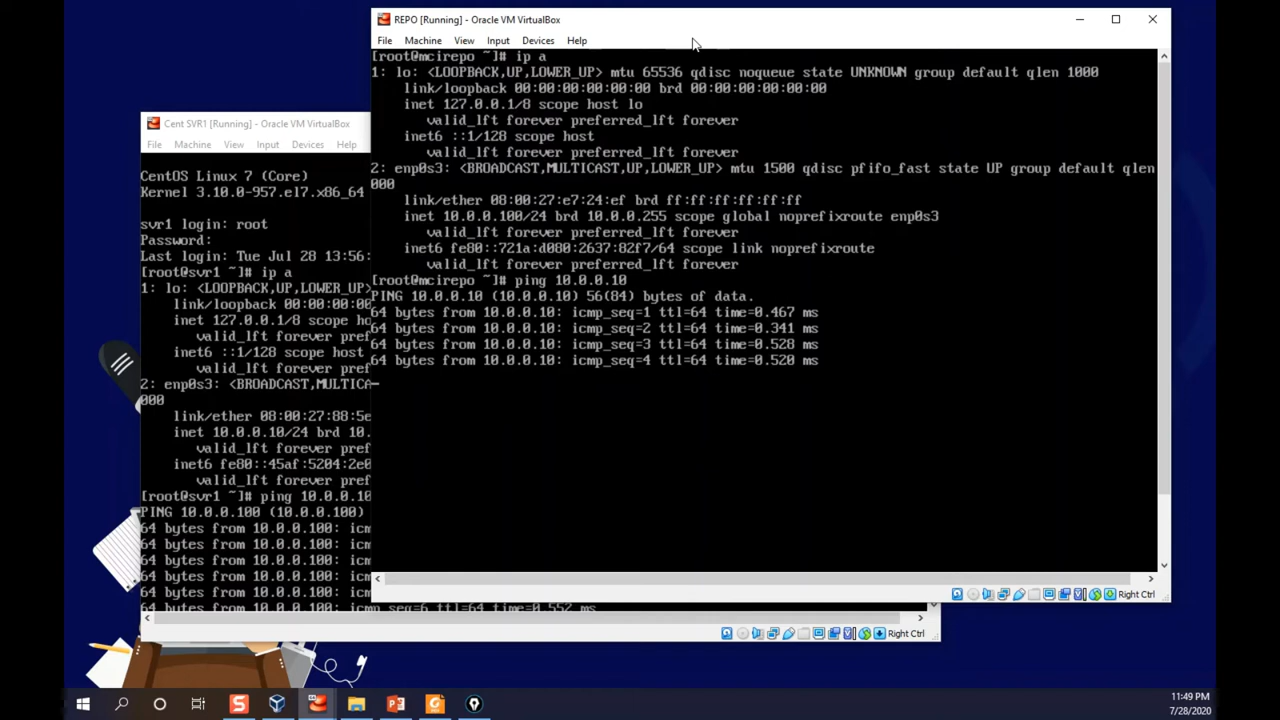 REPO [Running] - Oracle VM VirtualBox
File Machine View Input Devices Help
[root@mcirepo ~]# ip a
1: lo: <LOOPBACK,UP,LOWER_UP> mtu 65536 qdisc noqueue state UNKNOWN group default qlen 1000
link/loopback 00:00:00:00:00:00 brd 00:00:00:00:00:00
inet 127.0.0.1/8 scope host lo
valid_lft forever preferred_lft forever
inet6 ::1/128 scope host
valid_lft forever preferred_lft forever
2: enp0s3: <BROADCAST,MULTICAST,UP,LOWER_UP> mtu 1500 qdisc pfifo_fast state UP group default qlen
000
link/ether 08:00:27:e7:24:ef brd ff:ff:ff:ff:ff:ff
inet 10.0.0.100/24 brd 10.0.0.255 scope global noprefixroute enp0s3
valid_lft forever preferred_lft forever
inet6 fe80::721a:d080:2637:82f7/64 scope link noprefixroute
valid_lft forever preferred_lft forever
[root@mcirepo ~]# ping 10.0.0.10
PING 10.0.0.10 (10.0.0.10) 56(84) bytes of data.
64 bytes from 10.0.0.10: icmp_seq=1 ttl=64 time=0.467 ms
64 bytes from 10.0.0.10: icmp_seq=2 ttl=64 time=0.341 ms
64 bytes from 10.0.0.10: icmp_seq=3 ttl=64 time=0.528 ms
64 bytes from 10.0.0.10: icmp_seq=4 ttl=64 time=0.520 ms
Right Ctrl
Cent SVR1 [Running] - Oracle VM VirtualBox
File Machine View Input Devices Help
CentOS Linux 7 (Core)
Kernel 3.10.0-957.el7.x86_64
svr1 login: root
Password:
Last login: Tue Jul 28 13:56:
[root@svr1 ~]# ip a
1: lo: <LOOPBACK,UP,LOWER_UP>
link/loopback 00:00:00:00
inet 127.0.0.1/8 scope ho
valid_lft forever pref
inet6 ::1/128 scope host
valid_lft forever pref
2: enp0s3: <BROADCAST,MULTICA
000
link/ether 08:00:27:88:5e
inet 10.0.0.10/24 brd 10.
valid_lft forever pref
inet6 fe80::45af:5204:2e0
valid_lft forever pref
[root@svr1 ~]# ping 10.0.0.10
PING 10.0.0.100 (10.0.0.100)
64 bytes from 10.0.0.100: icm
64 bytes from 10.0.0.100: icm
64 bytes from 10.0.0.100: icm
64 bytes from 10.0.0.100: icm
64 bytes from 10.0.0.100: icm
64 bytes from 10.0.0.100: icmp_seq=6 ttl=64 time=0.552 ms
Right Ctrl
11:49 PM
7/28/2020